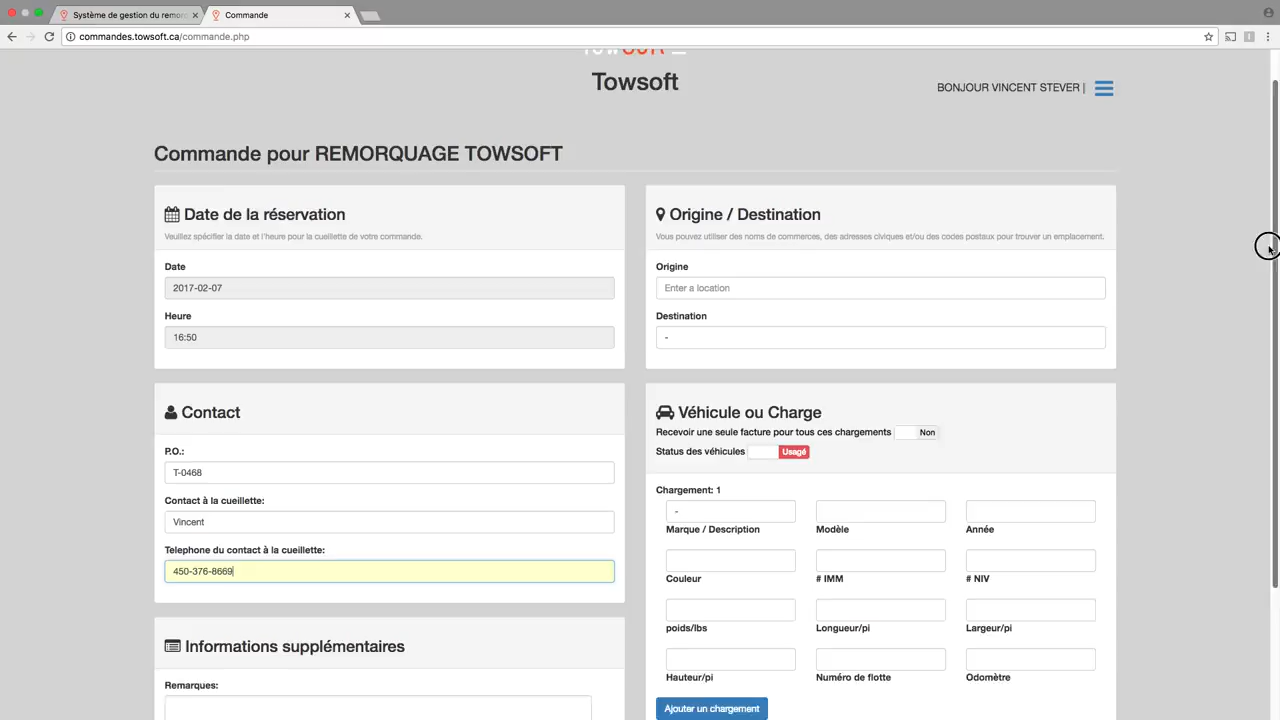 Système de gestion du remor
Commande
commandes.towsoft.ca/commande.php
Towsoft
BONJOUR VINCENT STEVER |
Commande pour REMORQUAGE TOWSOFT
Date de la réservation
Veuillez spécifier la date et l'heure pour la cueillette de votre commande.
Date
2017-02-07
Heure
16:50
Origine / Destination
Vous pouvez utiliser des noms de commerces, des adresses civiques et/ou des codes postaux pour trouver un emplacement.
Origine
Enter a location
Destination
-
Contact
P.O.:
T-0468
Contact à la cueillette:
Vincent
Telephone du contact à la cueillette:
450-376-8669
Véhicule ou Charge
Recevoir une seule facture pour tous ces chargements Non
Status des véhicules Usagé
Chargement: 1
-
Marque / Description Modèle Année
Couleur # IMM # NIV
poids/lbs Longueur/pi Largeur/pi
Hauteur/pi Numéro de flotte Odomètre
Ajouter un chargement
Informations supplémentaires
Remarques: